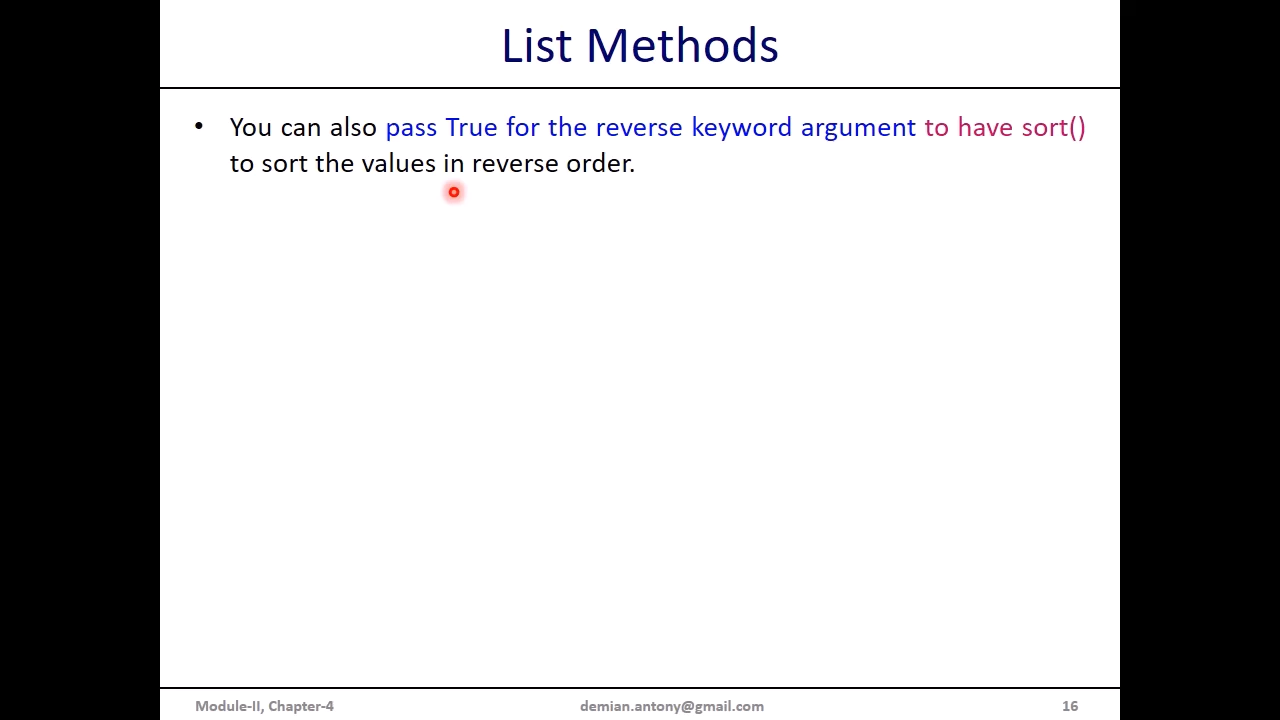 List Methods
• You can also pass True for the reverse keyword argument to have sort()
to sort the values in reverse order.
Module-II, Chapter-4
demian.antony@gmail.com
16